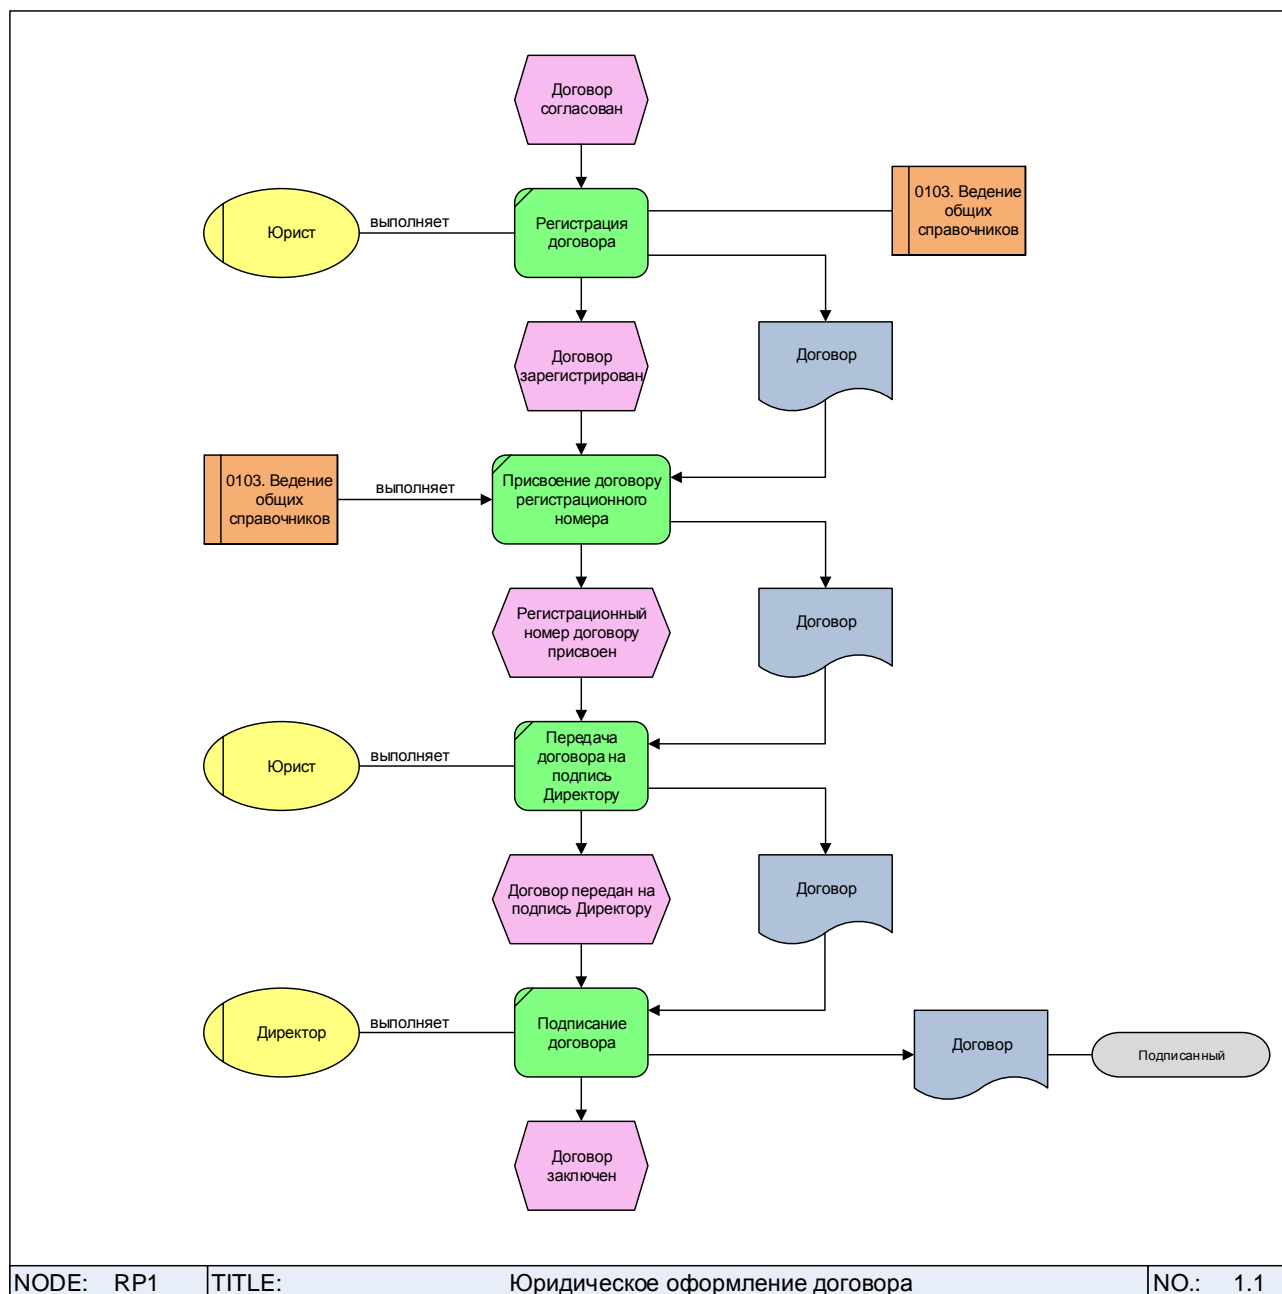 Договор
согласован
Юрист
выполняет
Регистрация
договора
0103. Ведение
общих
справочников
Договор
зарегистрирован
Договор
0103. Ведение
общих
справочников
выполняет
Присвоение договору
регистрационного
номера
Регистрационный
номер договору
присвоен
Договор
Юрист
выполняет
Передача
договора на
подпись
Директору
Договор передан на
подпись Директору
Договор
Директор
выполняет
Подписание
договора
Договор
Подписанный
Договор
заключен
NODE: RP1 TITLE: Юридическое оформление договора NO.: 1.1